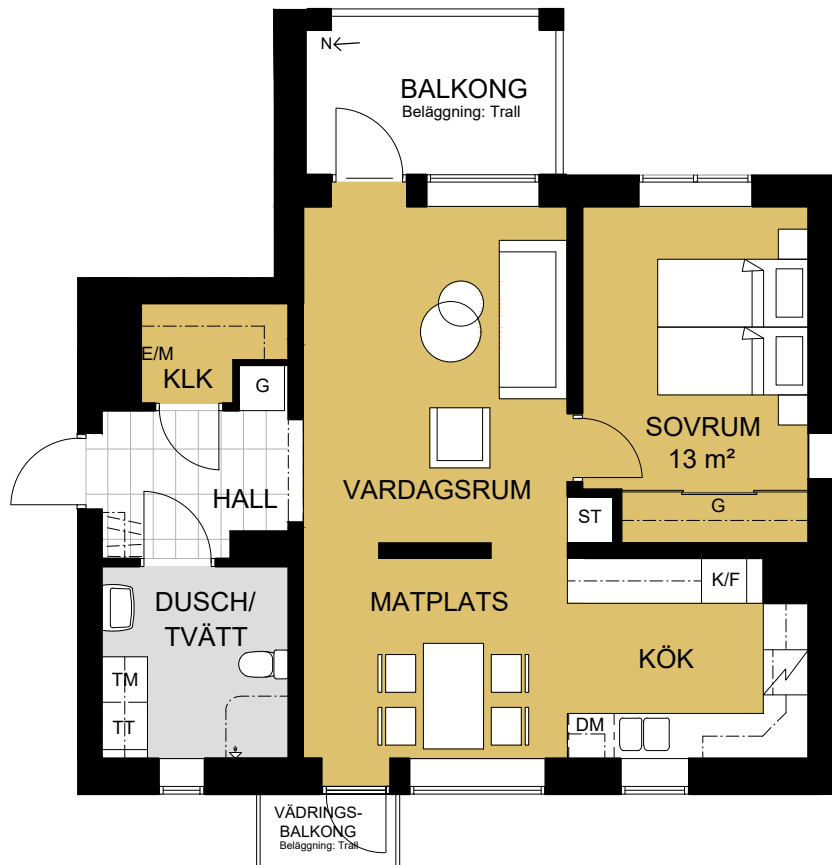 N
BALKONG
Beläggning: Trall
E/M
KLK
G
SOVRUM
13 m²
VARDAGSRUM
HALL
G
ST
K/F
DUSCH/
TVÄTT
MATPLATS
KÖK
TM
TT
DM
VÄDRINGS-
BALKONG
Beläggning: Trall